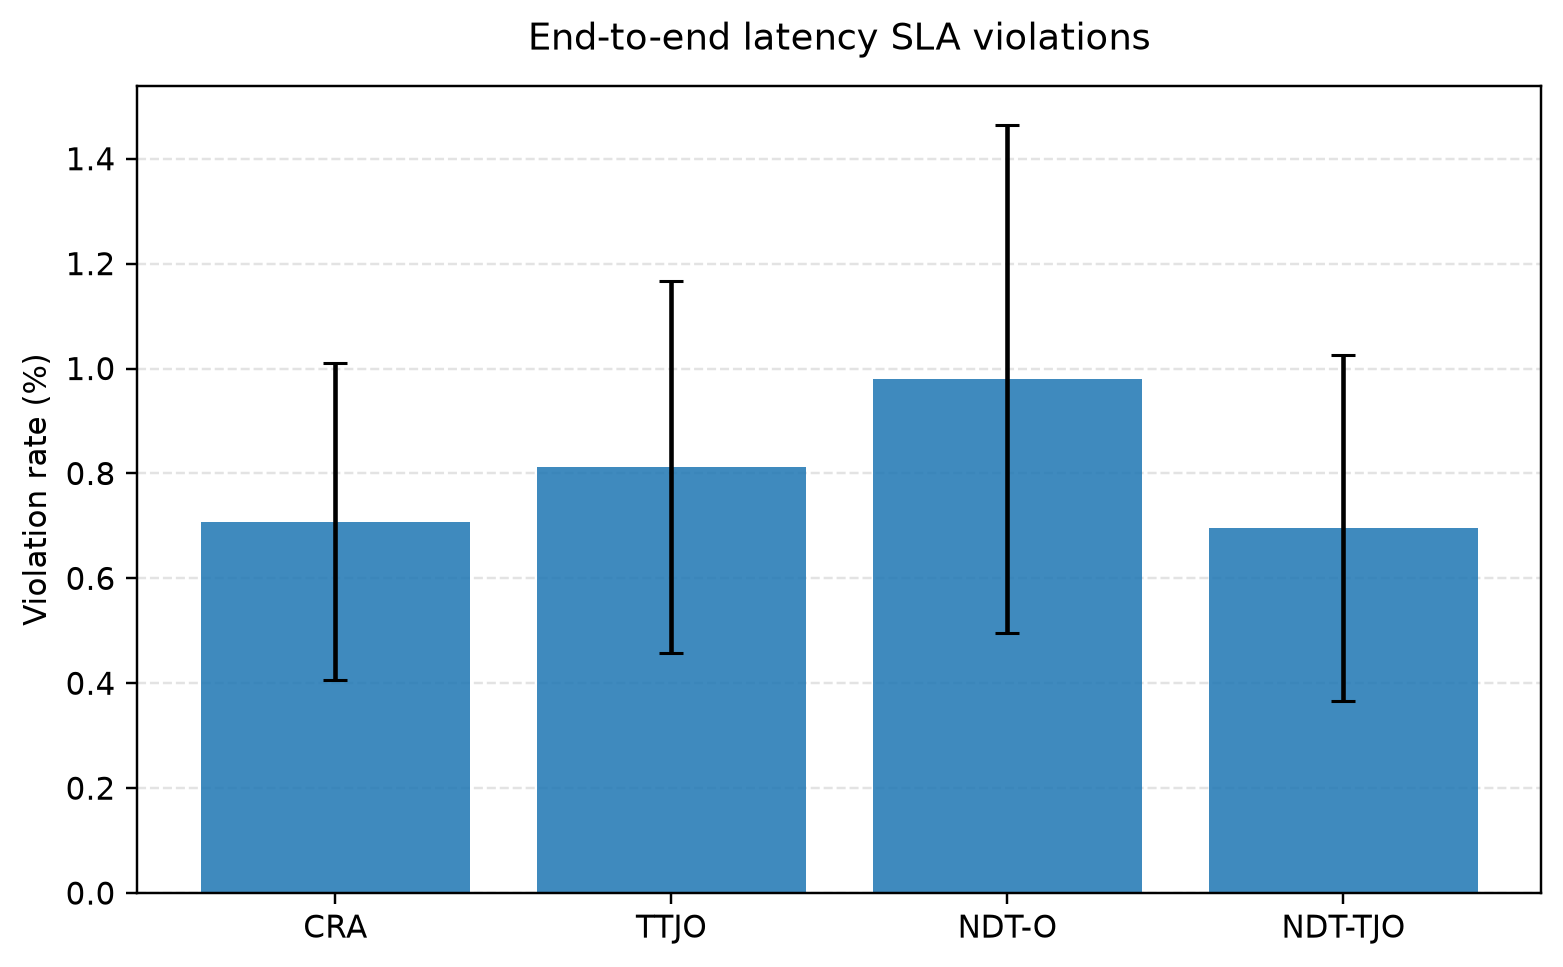 End-to-end latency SLA violations
Violation rate (%)
1.4
1.2
1.0
0.8
0.6
0.4
0.2
0.0
CRA
TTJO
NDT-O
NDT-TJO